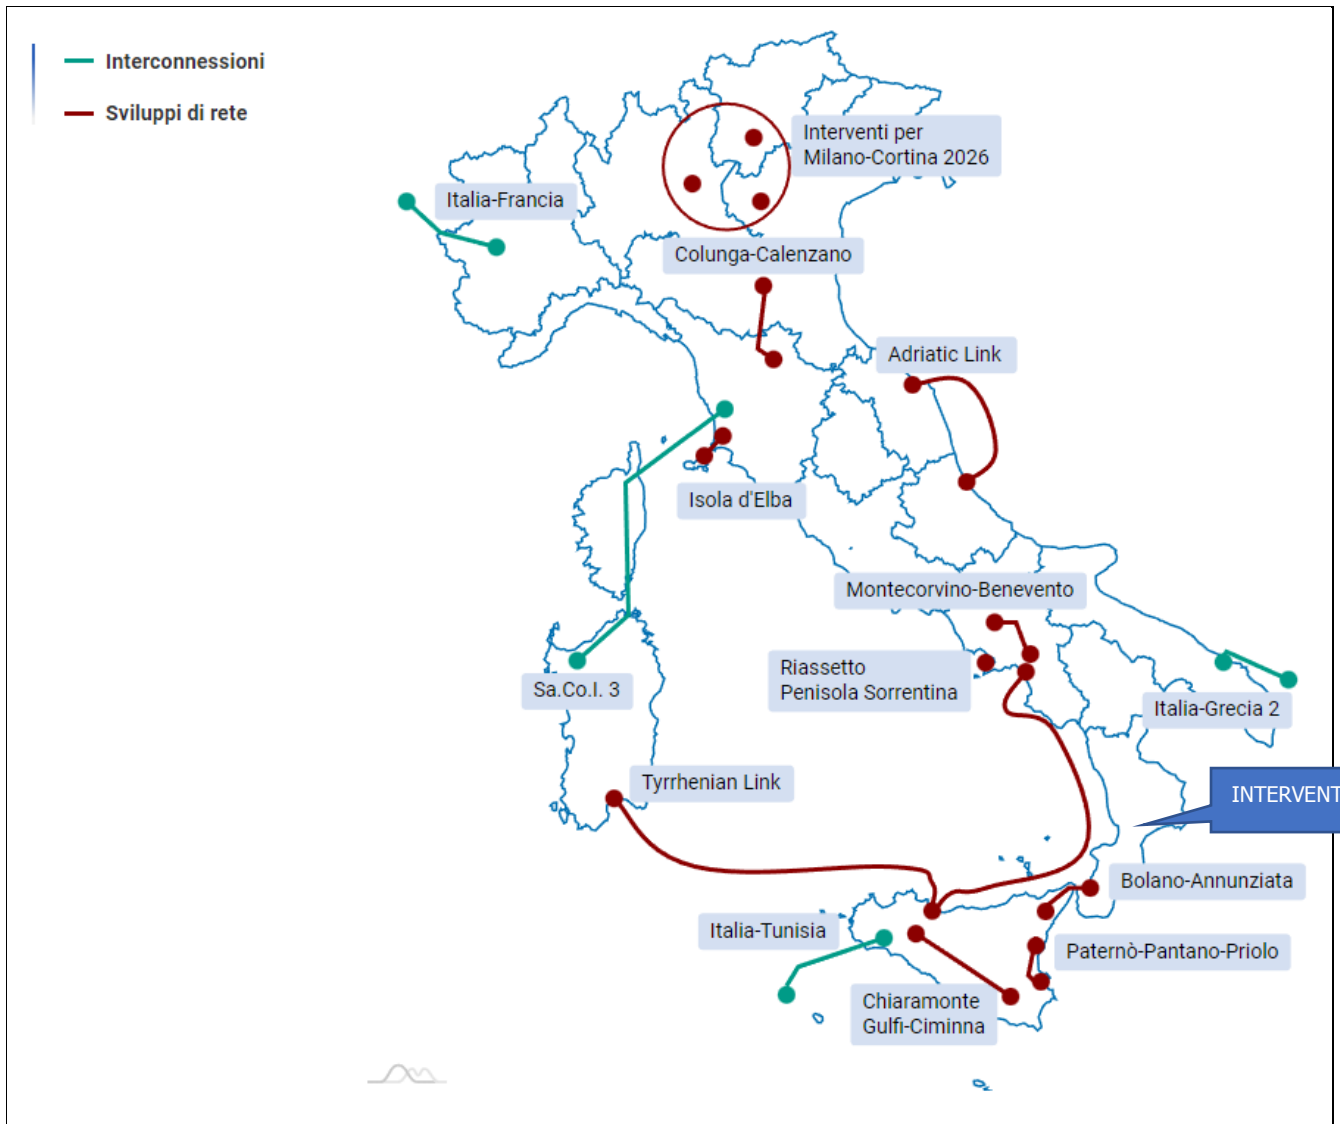 Interconnessioni
Sviluppi di rete
Interventi per
Milano-Cortina 2026
Italia-Francia
Colunga-Calenzano
Adriatic Link
Isola d'Elba
Montecorvino-Benevento
Riassetto
Penisola Sorrentina
Sa.Co.I. 3
Italia-Grecia 2
Tyrrhenian Link
INTERVENT
Bolano-Annunziata
Italia-Tunisia
Paternò-Pantano-Priolo
Chiaramonte
Gulfi-Ciminna